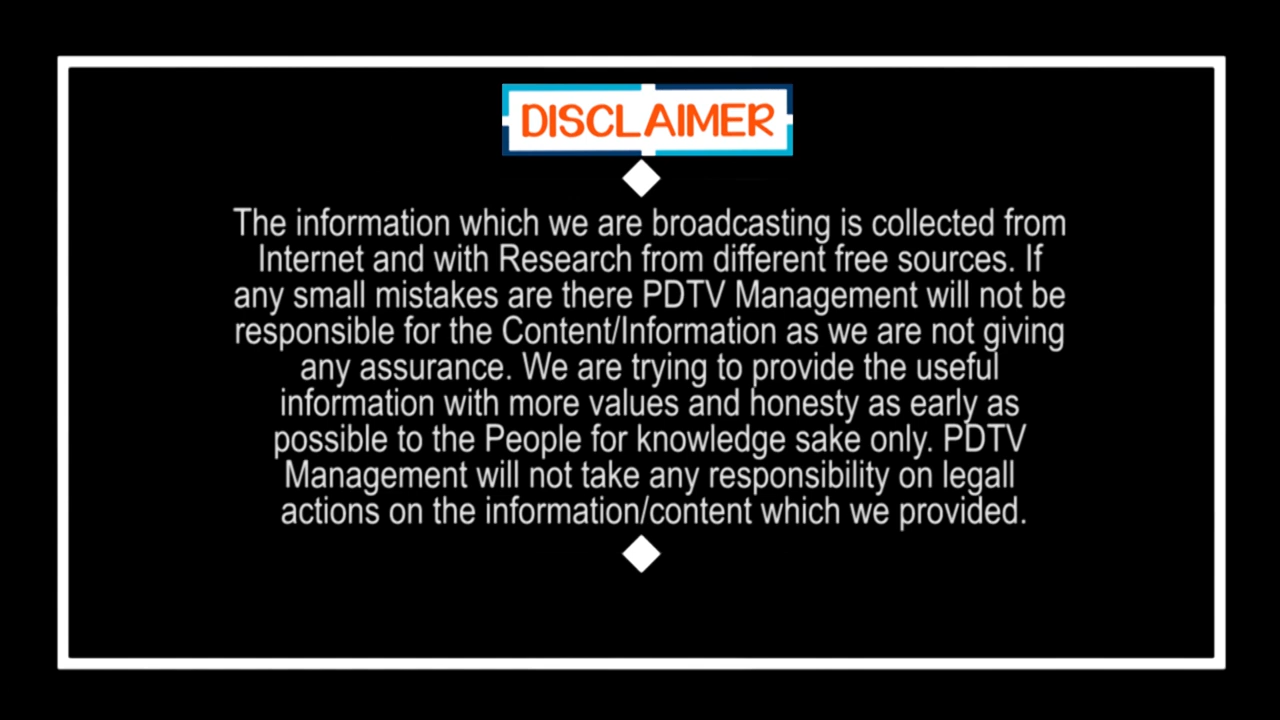 DISCLAIMER
The information which we are broadcasting is collected from
Internet and with Research from different free sources. If
any small mistakes are there PDTV Management will not be
responsible for the Content/Information as we are not giving
any assurance. We are trying to provide the useful
information with more values and honesty as early as
possible to the People for knowledge sake only. PDTV
Management will not take any responsibility on legall
actions on the information/content which we provided.